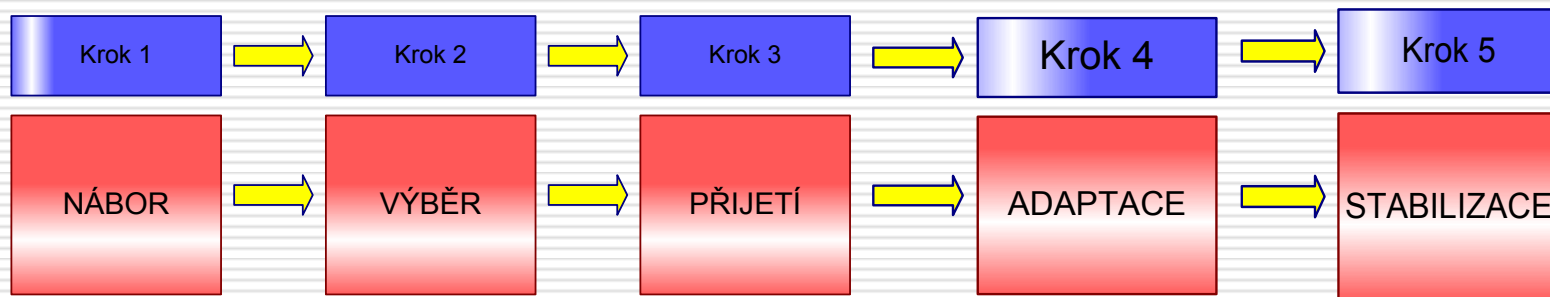 Krok 1
Krok 2
Krok 3
Krok 4
Krok 5
NÁBOR
VÝBĚR
PŘIJETÍ
ADAPTACE
STABILIZACE